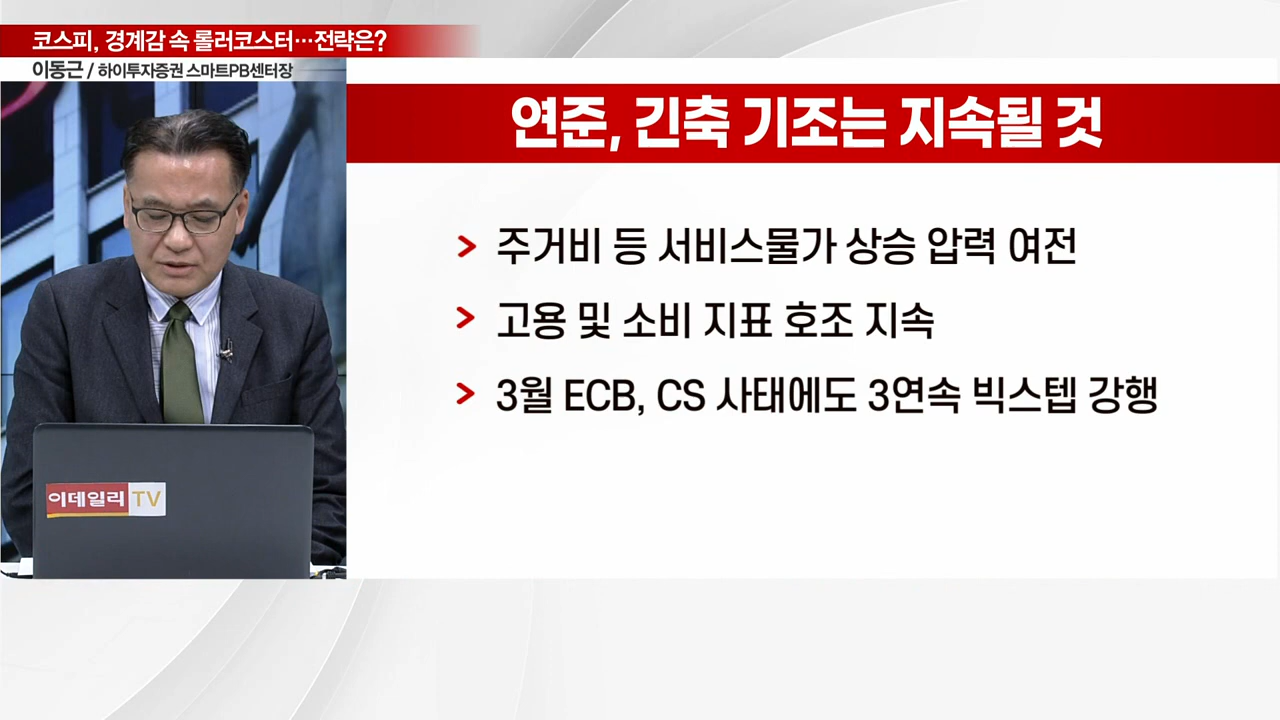 코스피, 경계감 속 롤러코스터…전략은?
이동근 / 하이투자증권 스마트PB센터장
연준, 긴축 기조는 지속될 것
> 주거비 등 서비스물가 상승 압력 여전
> 고용 및 소비 지표 호조 지속
> 3월 ECB, CS 사태에도 3연속 빅스텝 강행
이데일리 TV